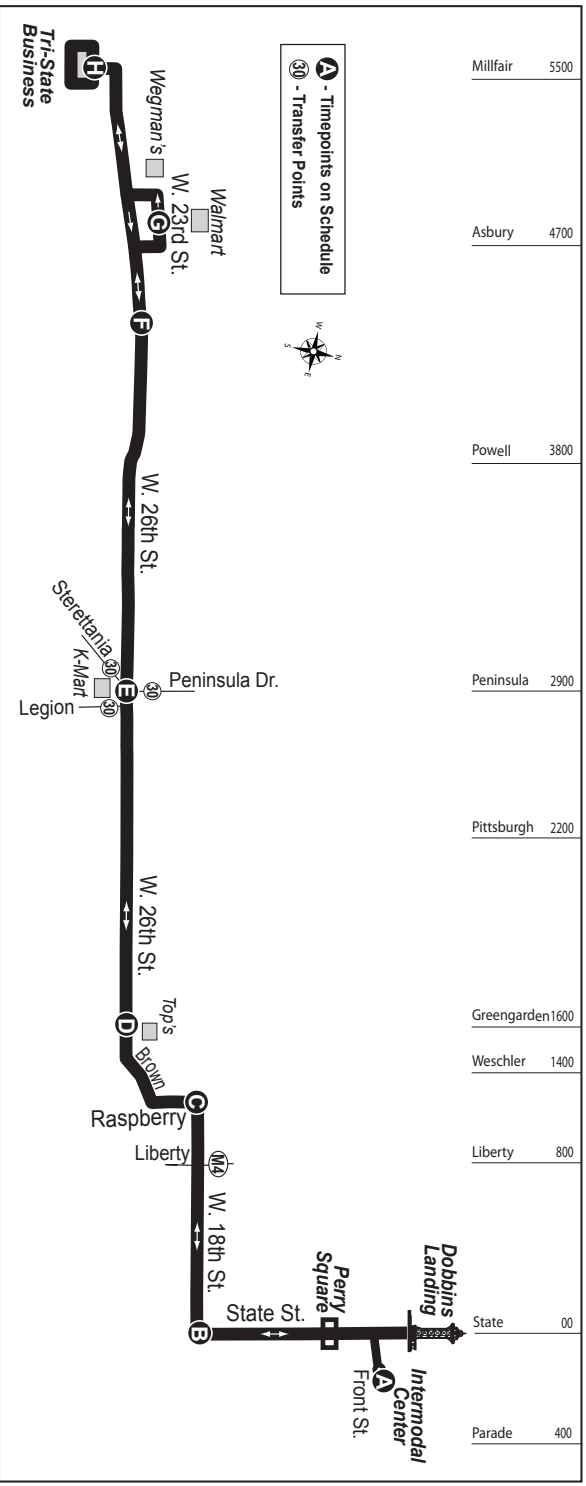 Millfair 5500
Asbury 4700
Powell 3800
Peninsula 2900
Pittsburgh 2200
Greengarden 1600
Weschler 1400
Liberty 800
State 00
Parade 400
A - Timepoints on Schedule
30 - Transfer Points
N
E
S
W
Tri-State
Business
H
Wegman's
Walmart
G
W. 23rd St.
F
W. 26th St.
Sterettania
30
K-Mart
E
30
Peninsula Dr.
Legion
30
W. 26th St.
D
Top's
Brown
Raspberry
C
Liberty
M4
W. 18th St.
B
State St.
Perry
Square
Dobbins
Landing
Intermodal
Center
A
Front St.